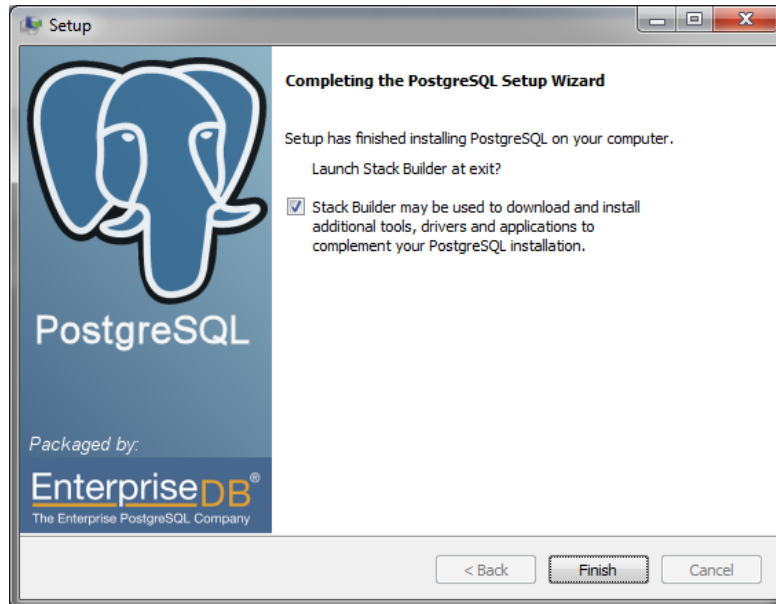 Setup
Completing the PostgreSQL Setup Wizard
Setup has finished installing PostgreSQL on your computer.
Launch Stack Builder at exit?
Stack Builder may be used to download and install
additional tools, drivers and applications to
complement your PostgreSQL installation.
PostgreSQL
Packaged by:
EnterpriseDB®
The Enterprise PostgreSQL Company
< Back
Finish
Cancel